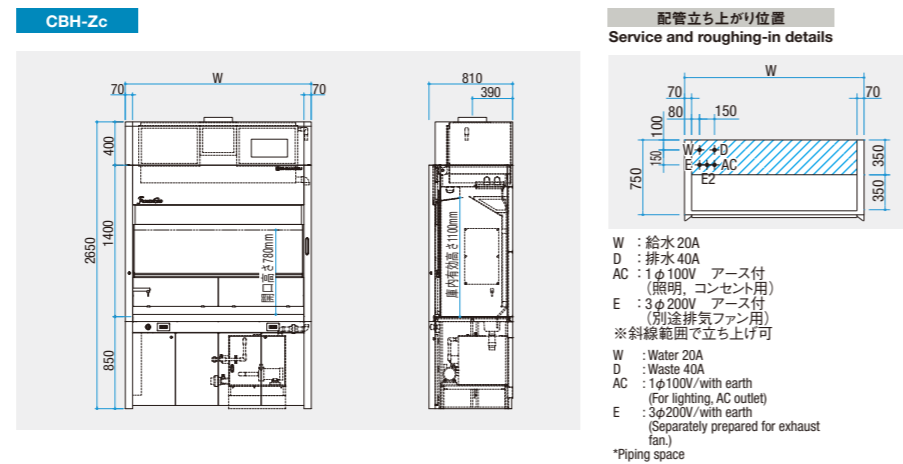 CBH-Zc
W
70
70
400
1400
2650
850
開口高さ780mm
810
390
庫内有効高さ1100mm
配管立ち上がり位置
Service and roughing-in details
W
70
70
80
150
100
150
750
W
D
E
AC
E2
350
350
W ：給水20A
D ：排水40A
AC ：1φ100V アース付
（照明，コンセント用）
E ：3φ200V アース付
（別途排気ファン用）
※斜線範囲で立ち上げ可
W : Water 20A
D : Waste 40A
AC : 1φ100V/with earth
(For lighting, AC outlet)
E : 3φ200V/with earth
(Separately prepared for exhaust
fan.)
*Piping space